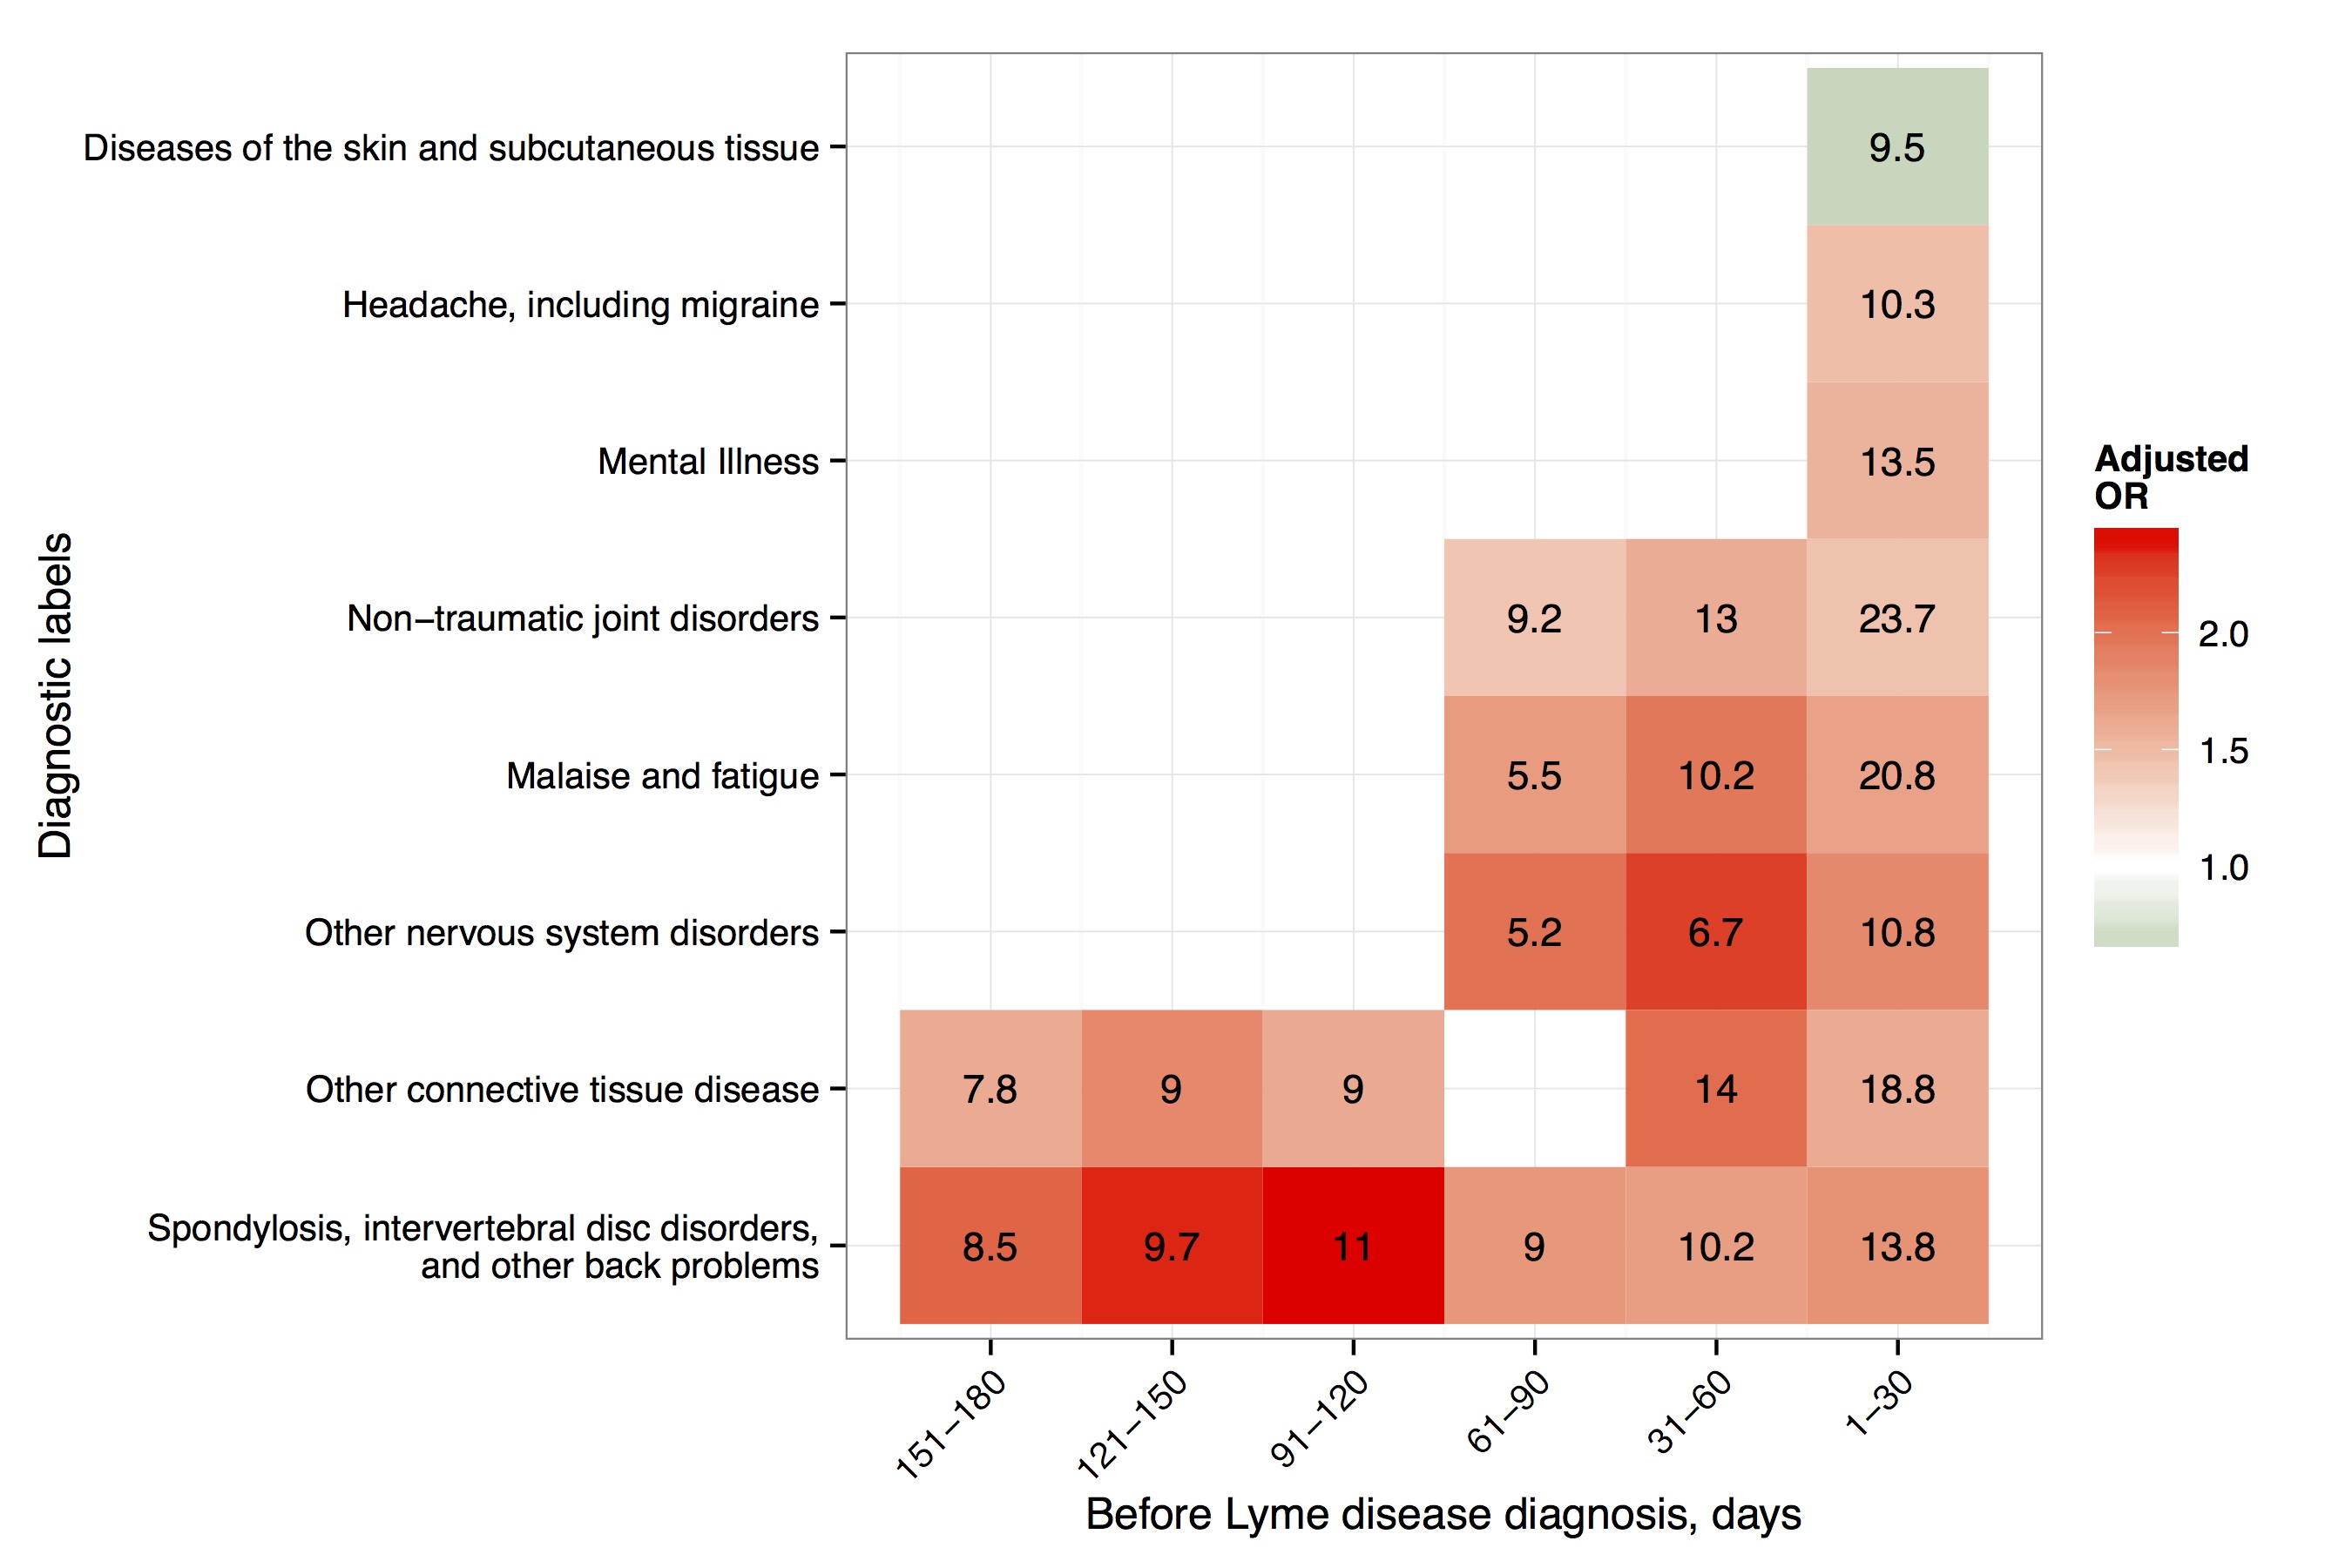 Diagnostic labels
Diseases of the skin and subcutaneous tissue
9.5
Headache, including migraine
10.3
Mental Illness
13.5
Non−traumatic joint disorders
9.2 13 23.7
Malaise and fatigue
5.5 10.2 20.8
Other nervous system disorders
5.2 6.7 10.8
Other connective tissue disease
7.8 9 9 14 18.8
Spondylosis, intervertebral disc disorders,
and other back problems
8.5 9.7 11 9 10.2 13.8
151−180 121−150 91−120 61−90 31−60 1−30
Before Lyme disease diagnosis, days
Adjusted
OR
2.0
1.5
1.0